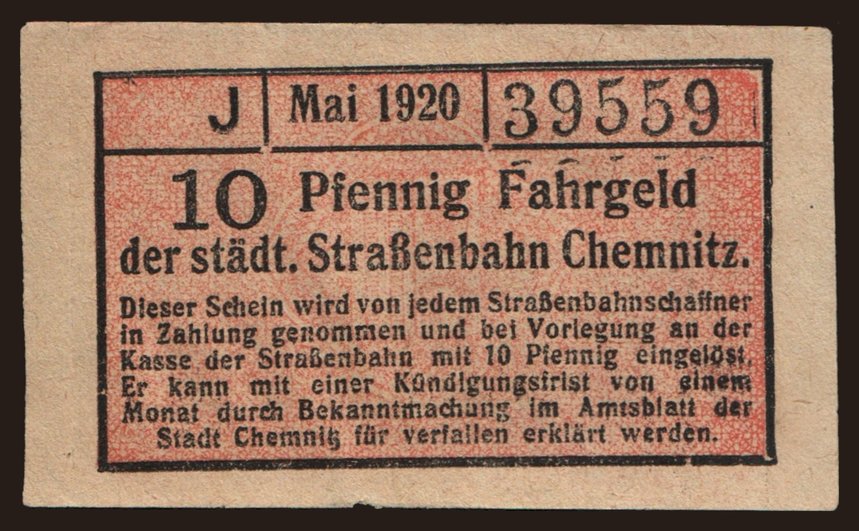 J Mai 1920 39559
10 Pfennig Fahrgeld
der städt. Straßenbahn Chemnitz.
Dieser Schein wird von jedem Straßenbahnschaffner
in Zahlung genommen und bei Vorlegung an der
Kasse der Straßenbahn mit 10 Pfennig eingelöst.
Er kann mit einer Kündigungsfrist von einem
Monat durch Bekanntmachung im Amtsblatt der
Stadt Chemnitz für verfallen erklärt werden.